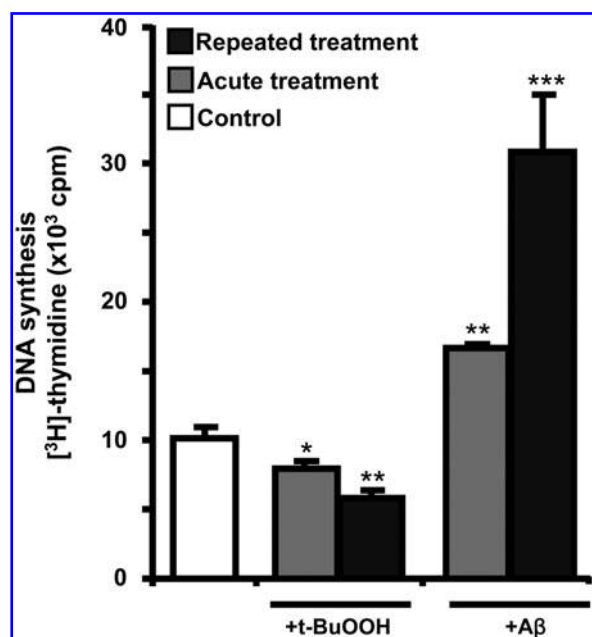 40
30
20
10
0
DNA synthesis
[³H]-thymidine (x10³ cpm)
Repeated treatment
Acute treatment
Control
*
**
**
***
+t-BuOOH
+Aβ